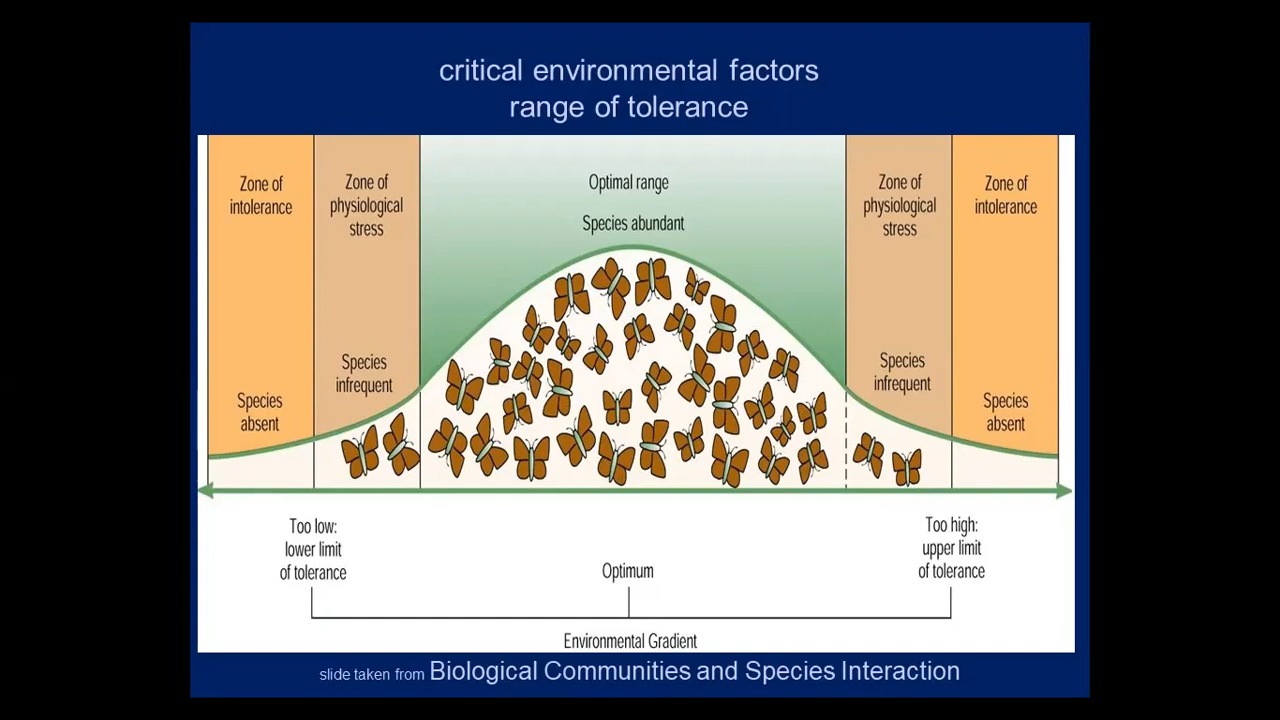 critical environmental factors
range of tolerance
Zone of
intolerance
Zone of
physiological
stress
Optimal range
Species abundant
Zone of
physiological
stress
Zone of
intolerance
Species
absent
Species
infrequent
Species
infrequent
Species
absent
Too low:
lower limit
of tolerance
Optimum
Too high:
upper limit
of tolerance
Environmental Gradient
slide taken from Biological Communities and Species Interaction